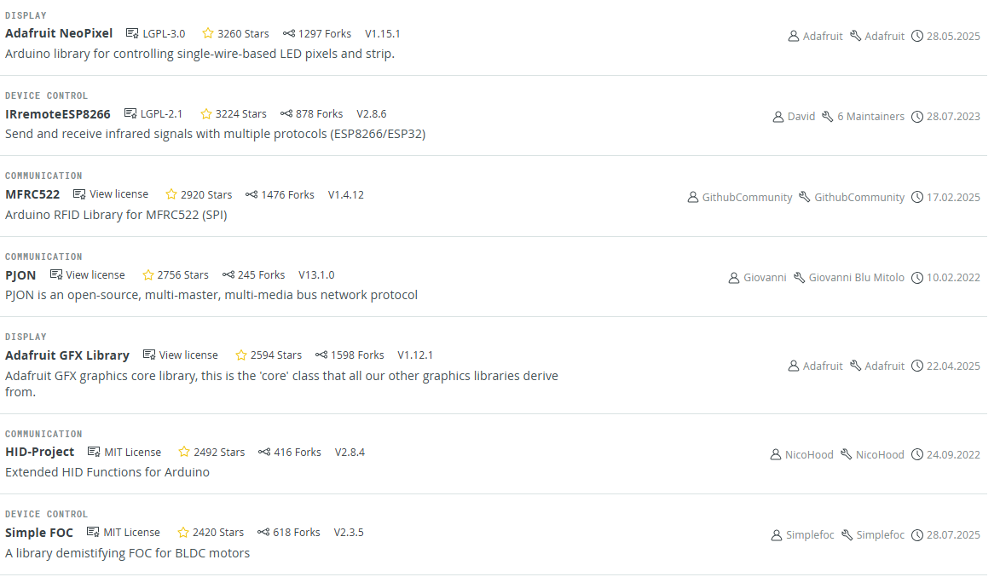 DISPLAY
Adafruit NeoPixel LGPL-3.0 3260 Stars 1297 Forks V1.15.1
Adafruit Adafruit 28.05.2025
Arduino library for controlling single-wire-based LED pixels and strip.
DEVICE CONTROL
IRremoteESP8266 LGPL-2.1 3224 Stars 878 Forks V2.8.6
David 6 Maintainers 28.07.2023
Send and receive infrared signals with multiple protocols (ESP8266/ESP32)
COMMUNICATION
MFRC522 View license 2920 Stars 1476 Forks V1.4.12
GithubCommunity GithubCommunity 17.02.2025
Arduino RFID Library for MFRC522 (SPI)
COMMUNICATION
PJON View license 2756 Stars 245 Forks V13.1.0
Giovanni Giovanni Blu Mitolo 10.02.2022
PJON is an open-source, multi-master, multi-media bus network protocol
DISPLAY
Adafruit GFX Library View license 2594 Stars 1598 Forks V1.12.1
Adafruit Adafruit 22.04.2025
Adafruit GFX graphics core library, this is the 'core' class that all our other graphics libraries derive
from.
COMMUNICATION
HID-Project MIT License 2492 Stars 416 Forks V2.8.4
NicoHood NicoHood 24.09.2022
Extended HID Functions for Arduino
DEVICE CONTROL
Simple FOC MIT License 2420 Stars 618 Forks V2.3.5
Simplefoc Simplefoc 28.07.2025
A library demistifying FOC for BLDC motors